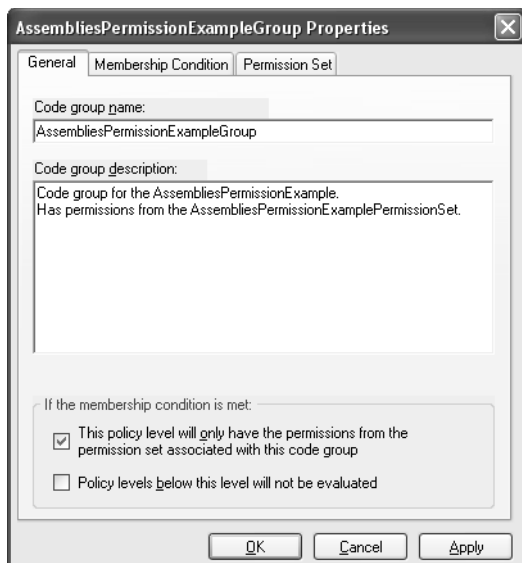 AssembliesPermissionExampleGroup Properties
General Membership Condition Permission Set
Code group name:
AssembliesPermissionExampleGroup
Code group description:
Code group for the AssembliesPermissionExample.
Has permissions from the AssembliesPermissionExamplePermissionSet.
If the membership condition is met:
This policy level will only have the permissions from the
permission set associated with this code group
Policy levels below this level will not be evaluated
OK Cancel Apply